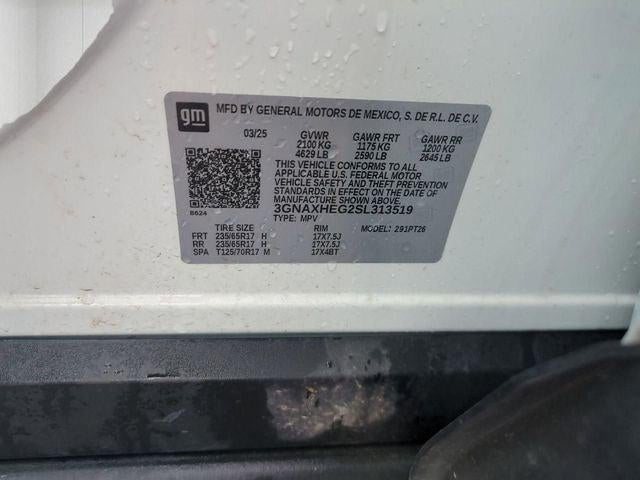 gm MFD BY GENERAL MOTORS DE MEXICO, S. DE R.L. DE C.V.
03/25 GVWR GAWR FRT GAWR RR
2100 KG 1175 KG 1200 KG
4629 LB 2590 LB 2645 LB
THIS VEHICLE CONFORMS TO ALL
APPLICABLE U.S. FEDERAL MOTOR
VEHICLE SAFETY STANDARDS IN
EFFECT ON THE DATE OF
MANUFACTURE SHOWN ABOVE.
3GNAXHEG2SL313519
8624 TYPE: MPV
TIRE SIZE RIM MODEL: 291PT26
FRT 235/65R17 H 17X7.5J
RR 235/65R17 H 17X7.5J
SPA T125/70R17 M 17X4BT